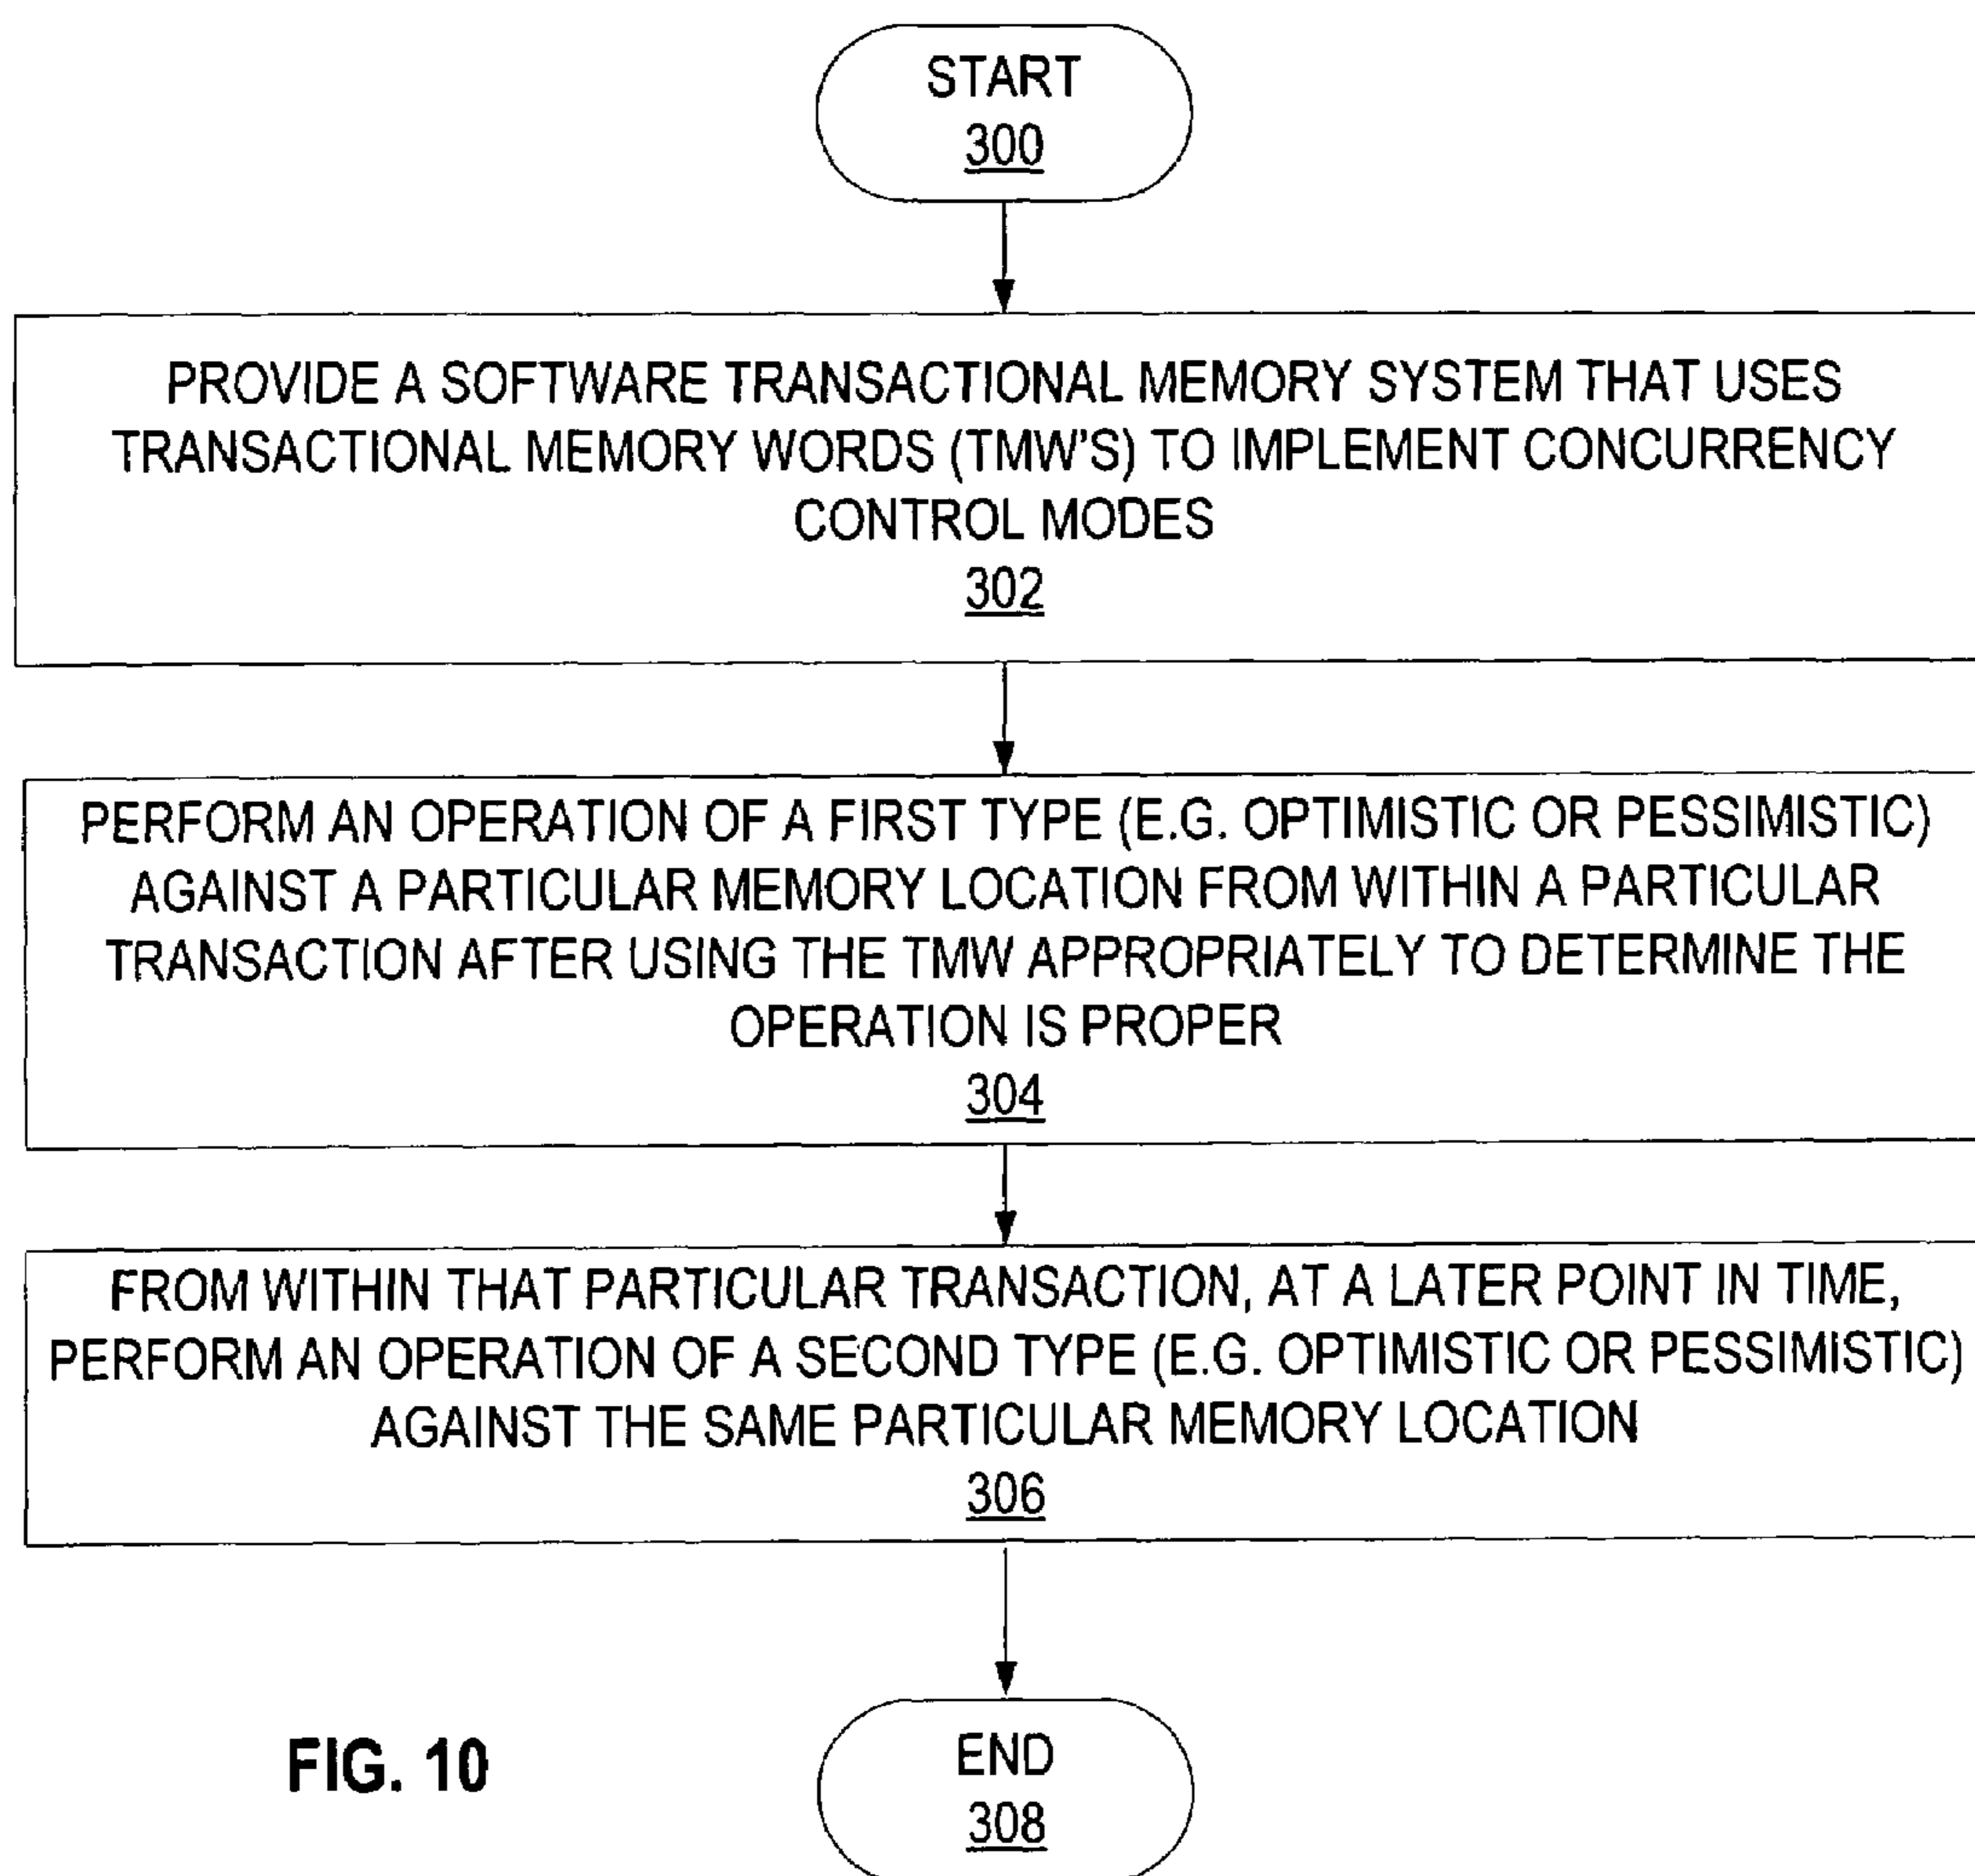 START
300
PROVIDE A SOFTWARE TRANSACTIONAL MEMORY SYSTEM THAT USES
TRANSACTIONAL MEMORY WORDS (TMW'S) TO IMPLEMENT CONCURRENCY
CONTROL MODES
302
PERFORM AN OPERATION OF A FIRST TYPE (E.G. OPTIMISTIC OR PESSIMISTIC)
AGAINST A PARTICULAR MEMORY LOCATION FROM WITHIN A PARTICULAR
TRANSACTION AFTER USING THE TMW APPROPRIATELY TO DETERMINE THE
OPERATION IS PROPER
304
FROM WITHIN THAT PARTICULAR TRANSACTION, AT A LATER POINT IN TIME,
PERFORM AN OPERATION OF A SECOND TYPE (E.G. OPTIMISTIC OR PESSIMISTIC)
AGAINST THE SAME PARTICULAR MEMORY LOCATION
306
END
308
FIG. 10